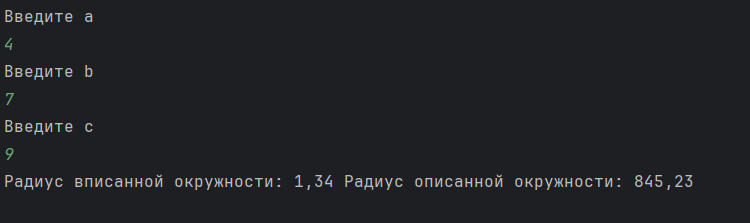 Введите a
4
Введите b
7
Введите c
9
Радиус вписанной окружности: 1,34 Радиус описанной окружности: 845,23